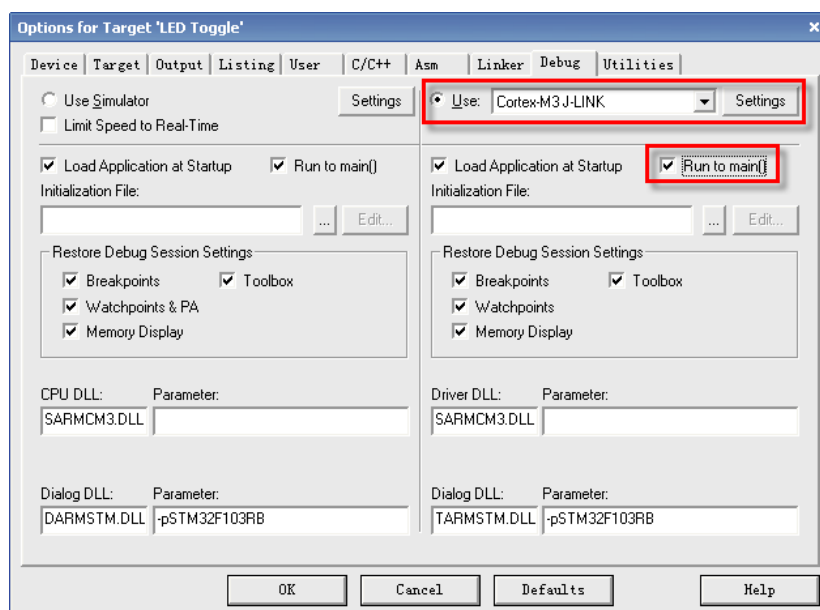 Options for Target 'LED Toggle'
Device Target Output Listing User C/C++ Asm Linker Debug Utilities
Use Simulator Settings
Limit Speed to Real-Time
Use: Cortex-M3 J-LINK Settings
Load Application at Startup Run to main()
Initialization File:
... Edit...
Restore Debug Session Settings
Breakpoints Toolbox
Watchpoints & PA
Memory Display
Load Application at Startup Run to main()
Initialization File:
... Edit...
Restore Debug Session Settings
Breakpoints Toolbox
Watchpoints
Memory Display
CPU DLL: Parameter:
SARMCM3.DLL
Driver DLL: Parameter:
SARMCM3.DLL
Dialog DLL: Parameter:
DARMSTM.DLL -pSTM32F103RB
Dialog DLL: Parameter:
TARMSTM.DLL -pSTM32F103RB
OK Cancel Defaults Help